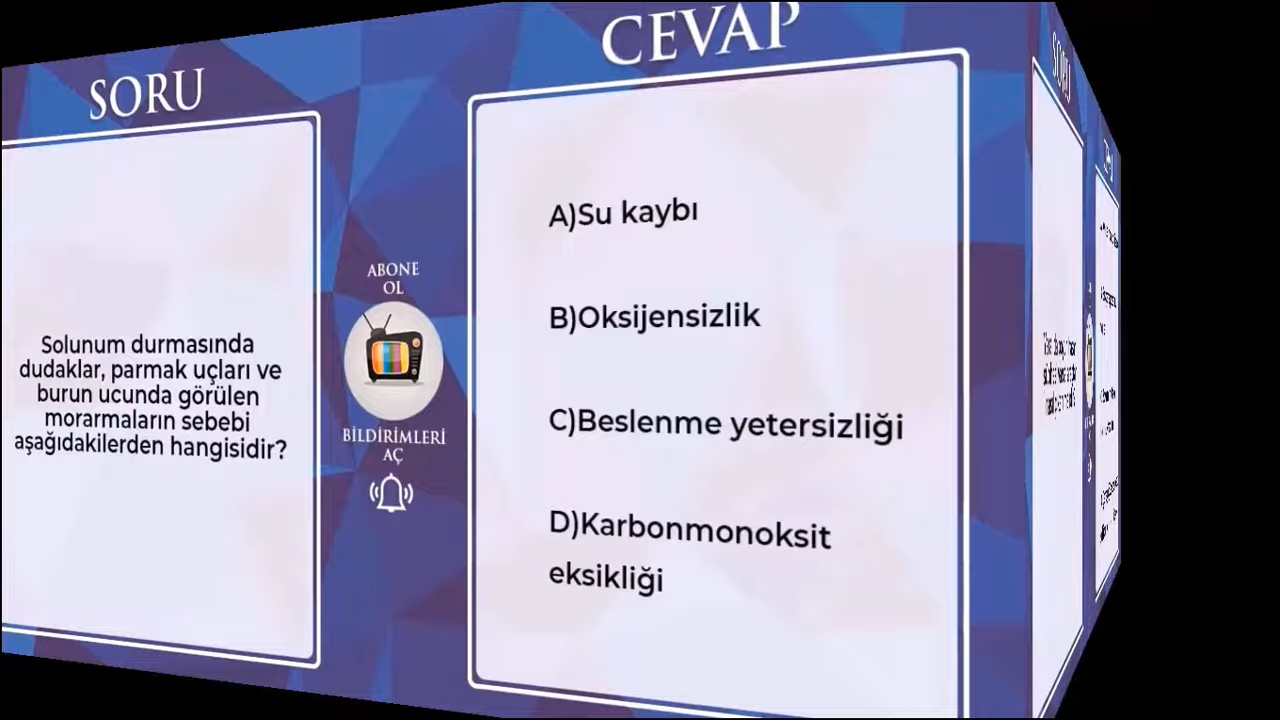 SORU
Solunum durmasında
dudaklar, parmak uçları ve
burun ucunda görülen
morarmaların sebebi
aşağıdakilerden hangisidir?
ABONE
OL
BİLDİRİMLERİ
AÇ
CEVAP
A)Su kaybı
B)Oksijensizlik
C)Beslenme yetersizliği
D)Karbonmonoksit
eksikliği
SORU